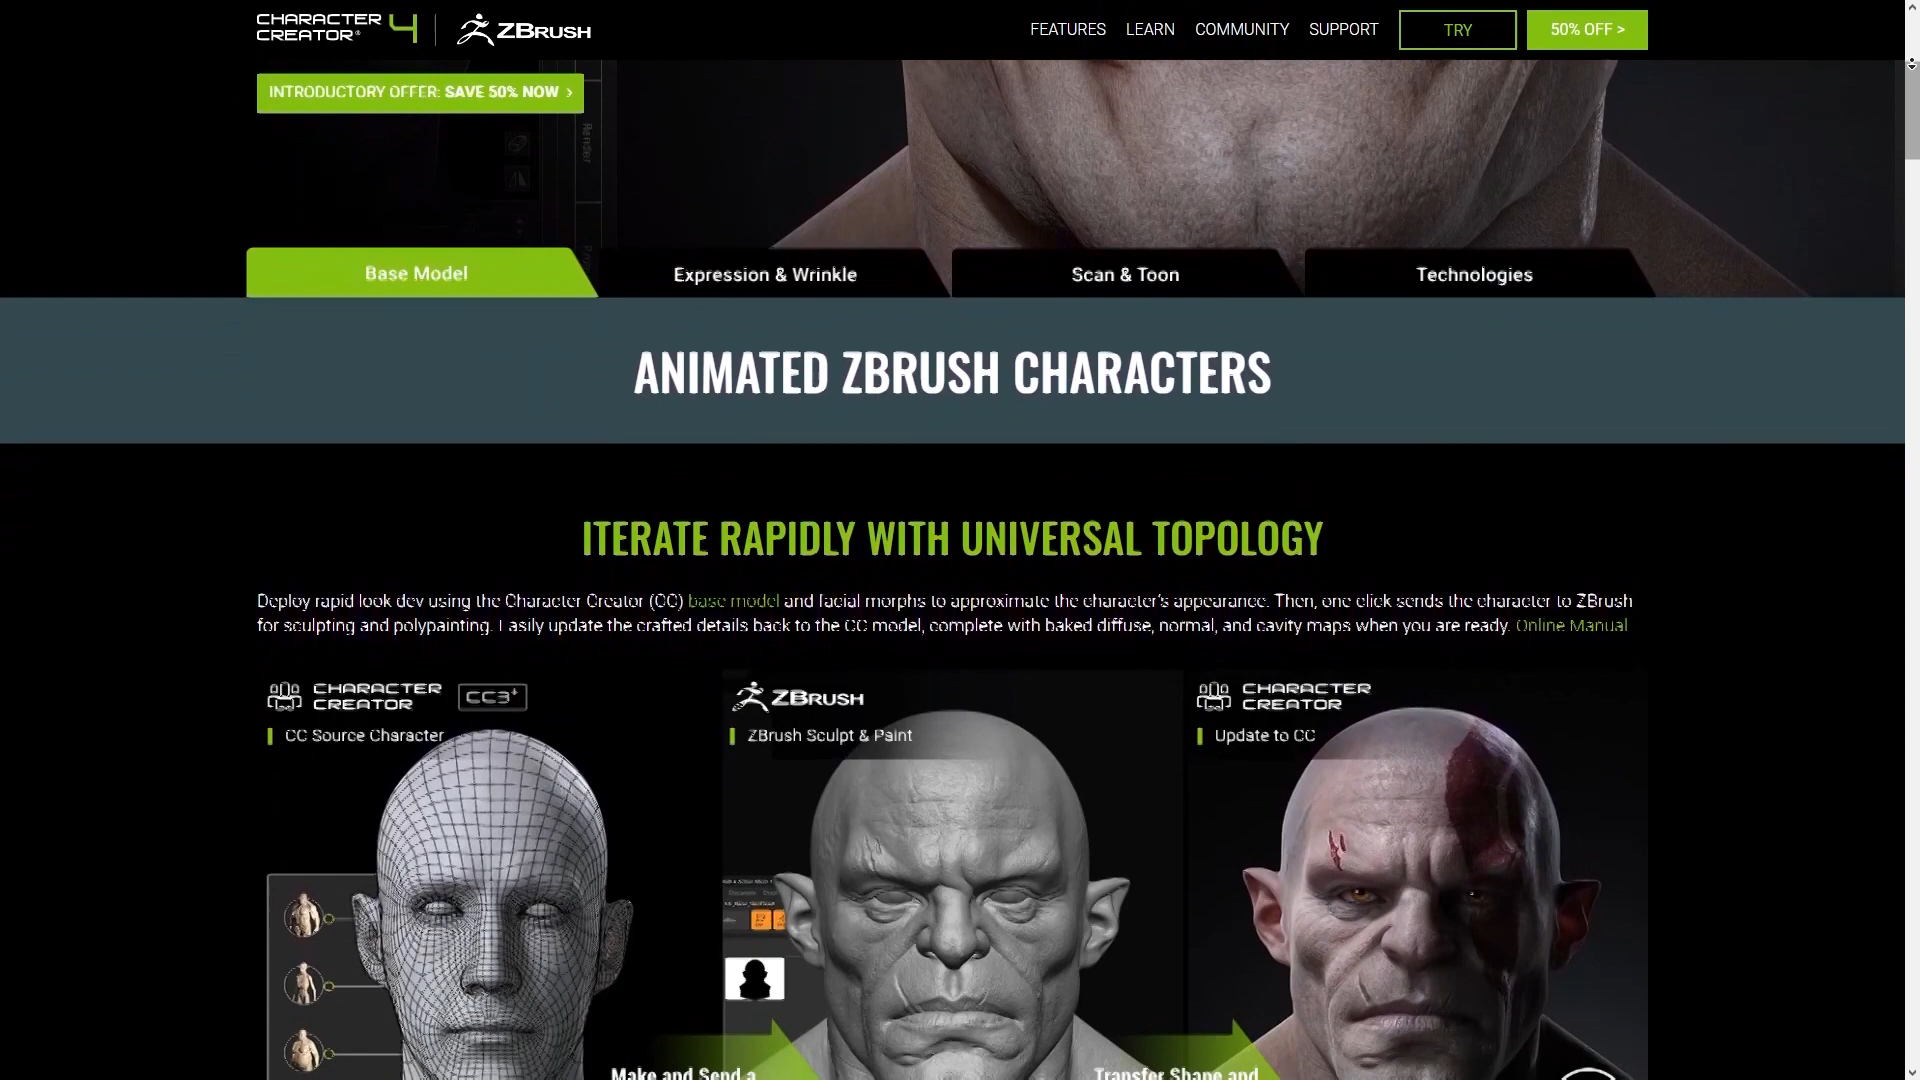 CHARACTER
CREATOR 4
ZBRUSH
FEATURES LEARN COMMUNITY SUPPORT TRY 50% OFF >
INTRODUCTORY OFFER: SAVE 50% NOW >
Render
Base Model Expression & Wrinkle Scan & Toon Technologies
ANIMATED ZBRUSH CHARACTERS
ITERATE RAPIDLY WITH UNIVERSAL TOPOLOGY
Deploy rapid look dev using the Character Creator (CC) base model and facial morphs to approximate the character's appearance. Then, one click sends the character to ZBrush
for sculpting and polypainting. Easily update the crafted details back to the CC model, complete with baked diffuse, normal, and cavity maps when you are ready. Online Manual
CHARACTER
CREATOR
CC3+
CC Source Character
ZBRUSH
ZBrush Sculpt & Paint
CHARACTER
CREATOR
Update to CC
Make and Send a
Transfer Shape and